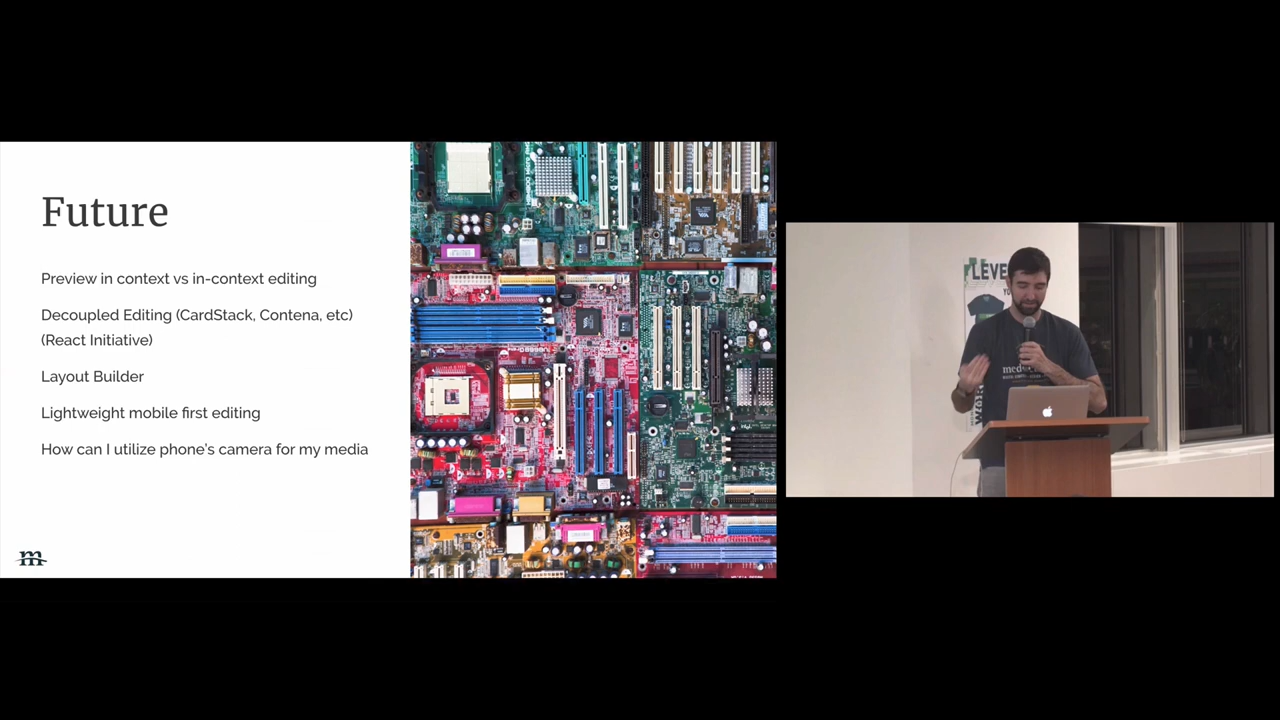 Future
Preview in context vs in-context editing
Decoupled Editing (CardStack, Contena, etc)
(React Initiative)
Layout Builder
Lightweight mobile first editing
How can I utilize phone's camera for my media
m
LEVE
YO